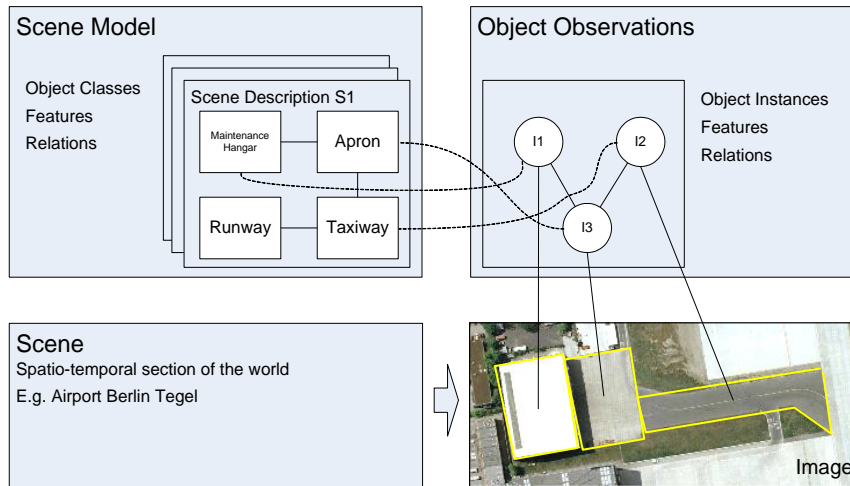 Scene Model
Object Classes
Features
Relations
Scene Description S1
Maintenance
Hangar
Apron
Runway
Taxiway
Object Observations
I1
I2
I3
Object Instances
Features
Relations
Scene
Spatio-temporal section of the world
E.g. Airport Berlin Tegel
Image